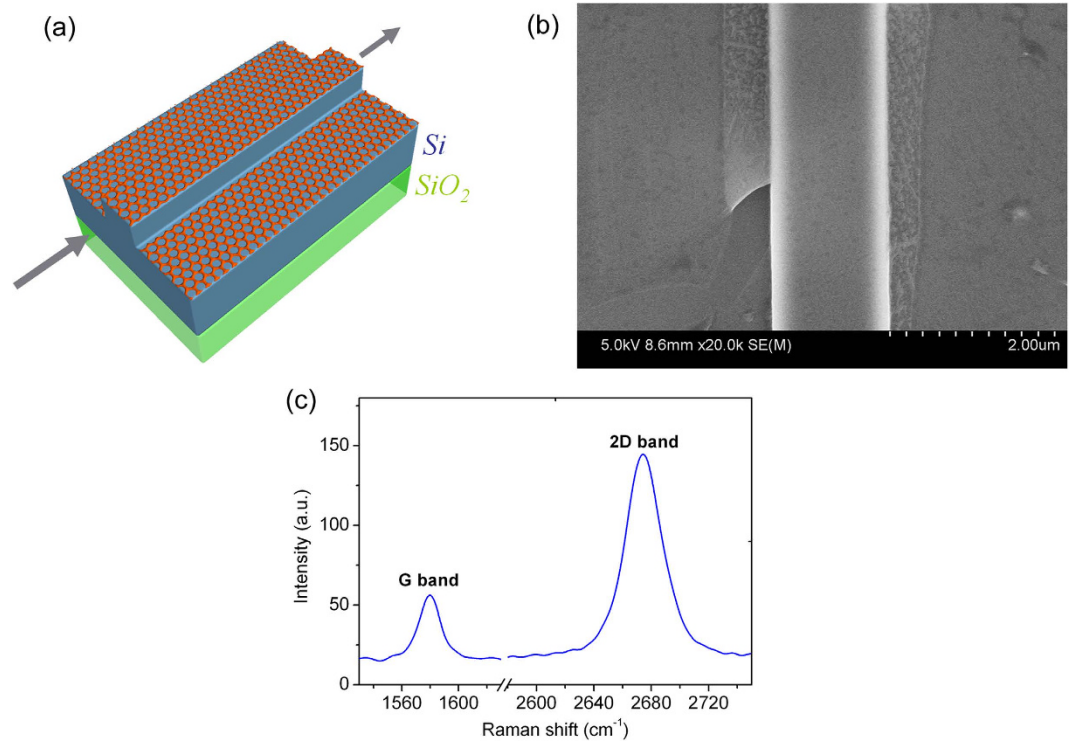 (a)
Si
SiO₂
(b)
5.0kV 8.6mm x20.0k SE(M)
2.00um
(c)
150
100
50
0
Intensity (a.u.)
G band
2D band
1560 1600 2600 2640 2680 2720
Raman shift (cm⁻¹)